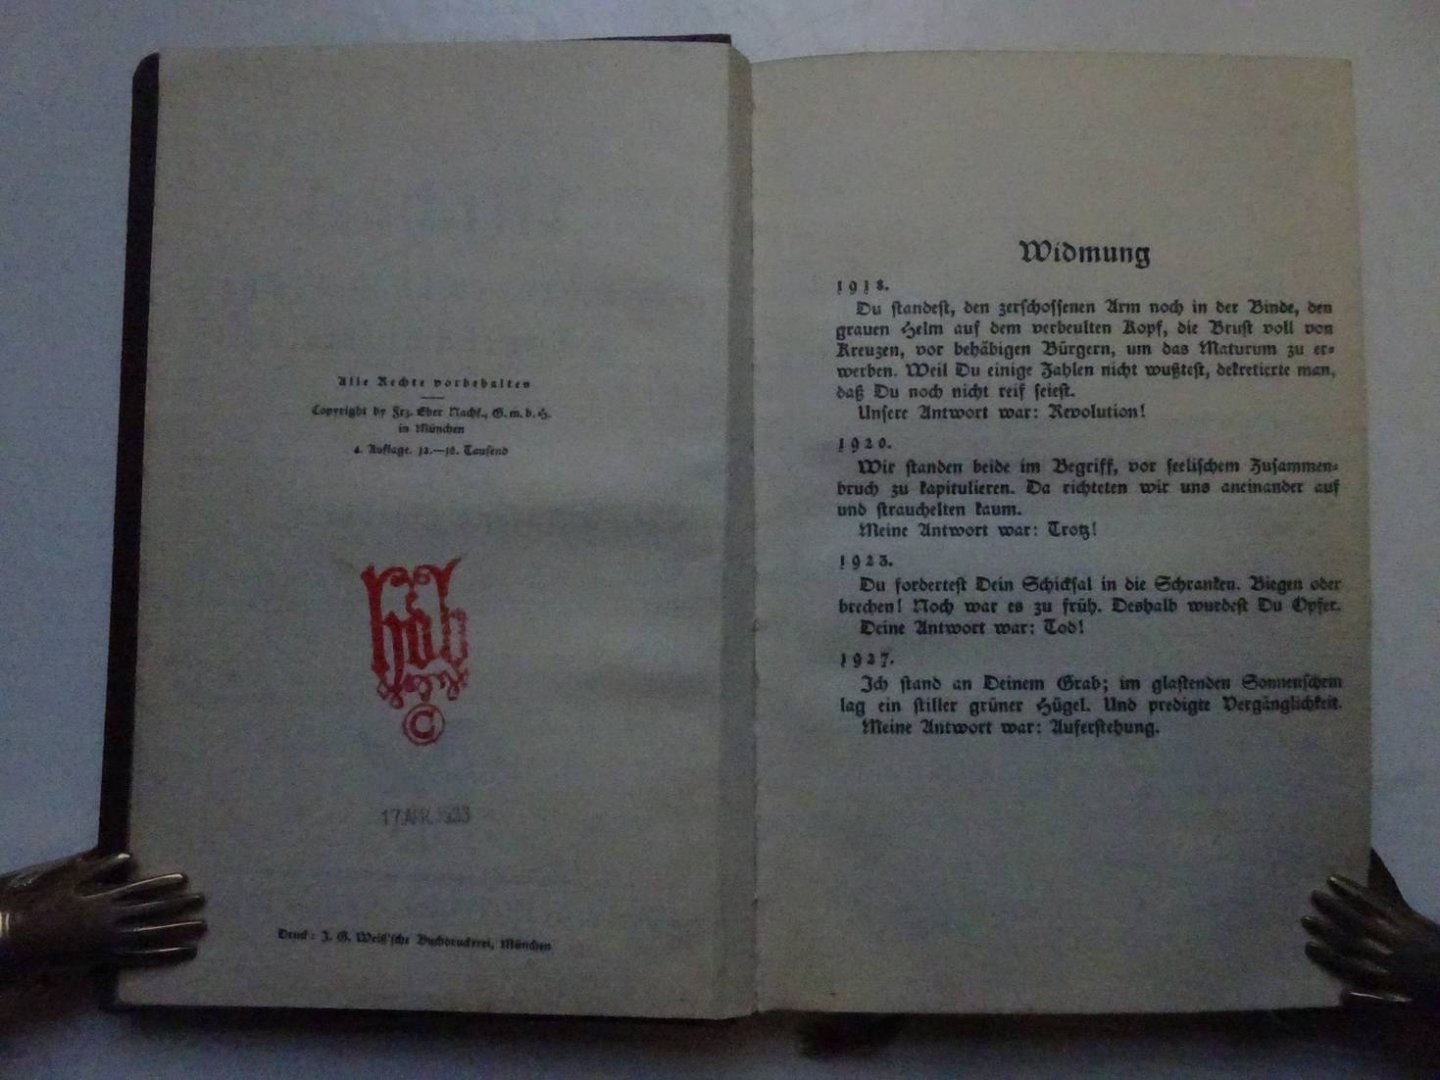 Alle Rechte vorbehalten
Copyright by Frz. Eher Nachf., G.m.b.H.
in München
4. Auflage. 12.—16. Tausend
©
17. APR. 1933
Druck: J. G. Weiß'sche Buchdruckerei, München
Widmung
1918.
Du standest, den zerschossenen Arm noch in der Binde, den
grauen Helm auf dem verbeulten Kopf, die Brust voll von
Kreuzen, vor behäbigen Bürgern, um das Maturum zu er-
werben. Weil Du einige Zahlen nicht wußtest, dekretierte man,
daß Du noch nicht reif seiest.
Unsere Antwort war: Revolution!
1920.
Wir standen beide im Begriff, vor seelischem Zusammen-
bruch zu kapitulieren. Da richteten wir uns aneinander auf
und strauchelten kaum.
Meine Antwort war: Trotz!
1923.
Du fordertest Dein Schicksal in die Schranken. Biegen oder
brechen! Noch war es zu früh. Deshalb wurdest Du Opfer.
Deine Antwort war: Tod!
1927.
Ich stand an Deinem Grab; im glastenden Sonnenschein
lag ein stiller grüner Hügel. Und predigte Vergänglichkeit.
Meine Antwort war: Auferstehung.